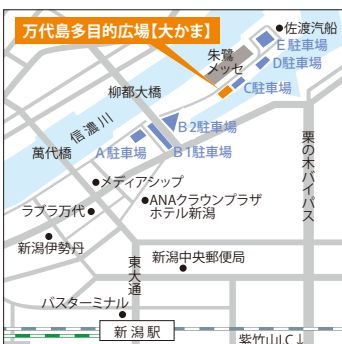 万代島多目的広場【大かま】
佐渡汽船
朱鷺
メッセ
E駐車場
D駐車場
C駐車場
柳都大橋
信濃川
B2駐車場
萬代橋
A駐車場
B1駐車場
栗の木バイパス
メディアシップ
ANAクラウンプラザ
ホテル新潟
ラブラ万代
新潟伊勢丹
東大通
新潟中央郵便局
バスターミナル
新潟駅
紫竹山I.C↓